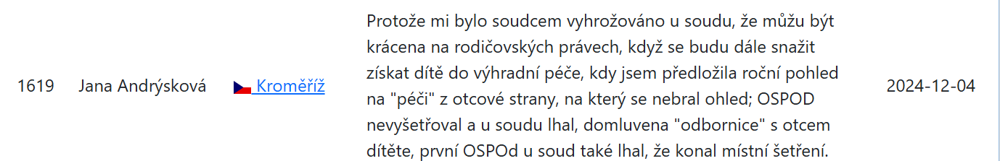 Protože mi bylo soudcem vyhrožováno u soudu, že můžu být
krácena na rodičovských právech, když se budu dále snažit
získat dítě do výhradní péče, kdy jsem předložila roční pohled
1619 Jana Andrýsková Kroměříž na "péči" z otcové strany, na který se nebral ohled; OSPOD 2024-12-04
nevyšetřoval a u soudu lhal, domluvena "odbornice" s otcem
dítěte, první OSPOd u soud také lhal, že konal místní šetření.